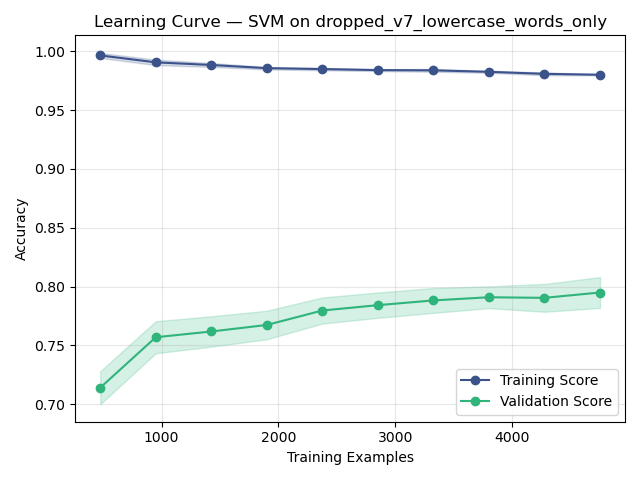 Learning Curve — SVM on dropped_v7_lowercase_words_only
1.00
0.95
0.90
0.85
0.80
0.75
0.70
Accuracy
1000
2000
3000
4000
Training Examples
Training Score
Validation Score